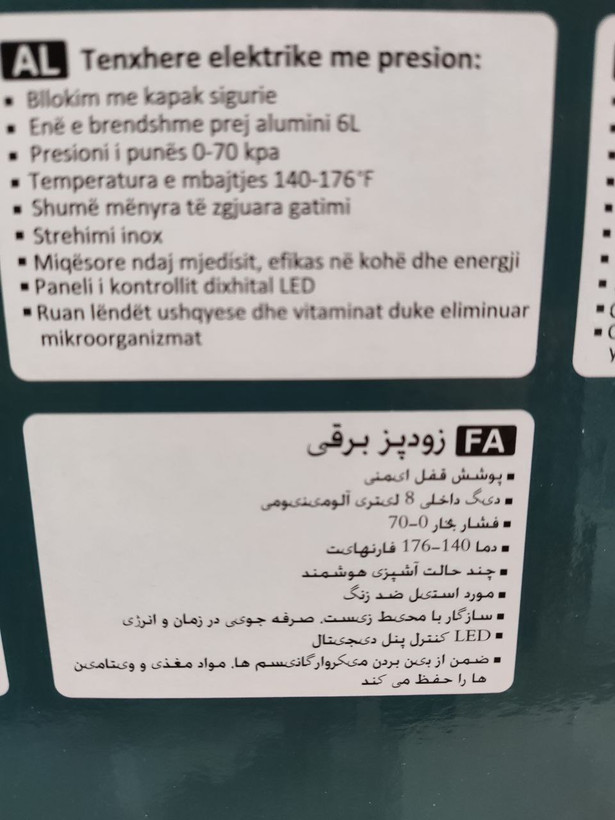 AL Tenxhere elektrike me presion:
▪ Bllokim me kapak sigurie
▪ Enë e brendshme prej alumini 6L
▪ Presioni i punës 0-70 kpa
▪ Temperatura e mbajtjes 140-176°F
▪ Shumë mënyra të zgjuara gatimi
▪ Strehimi inox
▪ Miqësore ndaj mjedisit, efikas në kohë dhe energji
▪ Paneli i kontrollit dixhital LED
▪ Ruan lëndët ushqyese dhe vitaminat duke eliminuar
mikroorganizmat
FA زودپز برقی
▪ پوشش قفل ایمنی
▪ دیگ داخلی 8 لیتری آلومینیومی
▪ فشار بخار 0–70
▪ دما 140–176 فارنهایت
▪ چند حالت آشپزی هوشمند
▪ مورد استیل ضد زنگ
▪ سازگار با محیط زیست. صرفه جویی در زمان و انرژی
▪ LED کنترل پنل دیجیتال
▪ ضمن از بین بردن میکروارگانیسم ها. مواد مغذی و ویتامین
ها را حفظ می کند